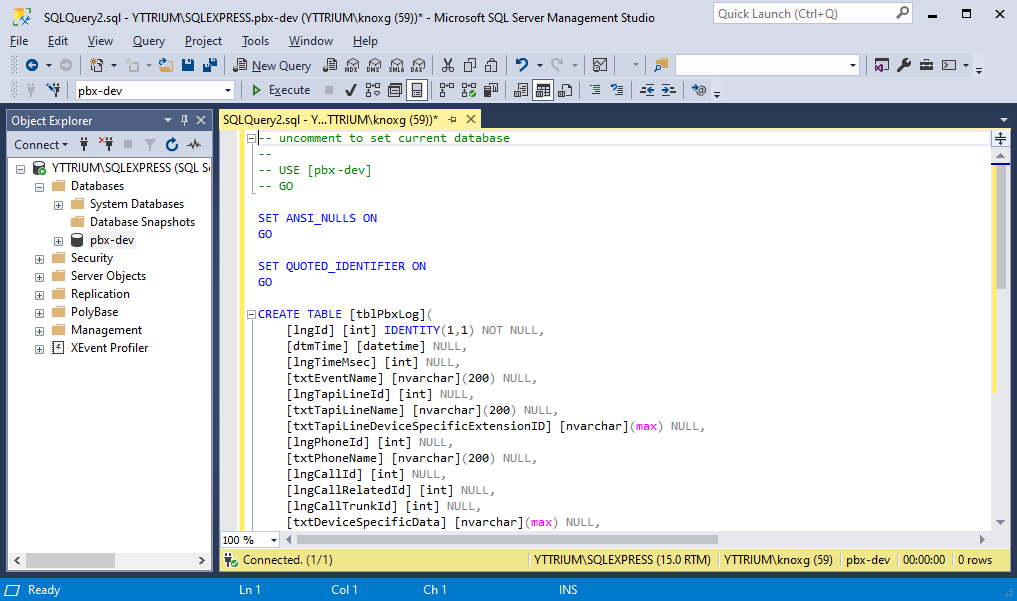 SQLQuery2.sql - YTTRIUM\SQLEXPRESS.pbx-dev (YTTRIUM\knoxg (59))* - Microsoft SQL Server Management Studio
Quick Launch (Ctrl+Q)
File Edit View Query Project Tools Window Help
New Query MDX DMX XMLA DAX
pbx-dev Execute
Object Explorer
SQLQuery2.sql - Y...TTRIUM\knoxg (59))*
Connect
YTTRIUM\SQLEXPRESS (SQL S
Databases
System Databases
Database Snapshots
pbx-dev
Security
Server Objects
Replication
PolyBase
Management
XEvent Profiler
-- uncomment to set current database
--
-- USE [pbx-dev]
-- GO
SET ANSI_NULLS ON
GO
SET QUOTED_IDENTIFIER ON
GO
CREATE TABLE [tblPbxLog](
[lngId] [int] IDENTITY(1,1) NOT NULL,
[dtmTime] [datetime] NULL,
[lngTimeMsec] [int] NULL,
[txtEventName] [nvarchar](200) NULL,
[lngTapiLineId] [int] NULL,
[txtTapiLineName] [nvarchar](200) NULL,
[txtTapiLineDeviceSpecificExtensionID] [nvarchar](max) NULL,
[lngPhoneId] [int] NULL,
[txtPhoneName] [nvarchar](200) NULL,
[lngCallId] [int] NULL,
[lngCallRelatedId] [int] NULL,
[lngCallTrunkId] [int] NULL,
[txtDeviceSpecificData] [nvarchar](max) NULL,
100 %
Connected. (1/1) YTTRIUM\SQLEXPRESS (15.0 RTM) YTTRIUM\knoxg (59) pbx-dev 00:00:00 0 rows
Ready Ln 1 Col 1 Ch 1 INS